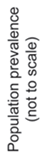 Population prevalence
(not to scale)